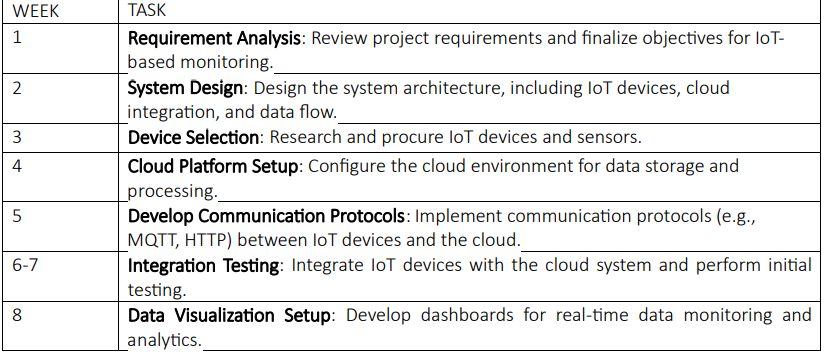 WEEK TASK
1 Requirement Analysis: Review project requirements and finalize objectives for IoT-
based monitoring.
2 System Design: Design the system architecture, including IoT devices, cloud
integration, and data flow.
3 Device Selection: Research and procure IoT devices and sensors.
4 Cloud Platform Setup: Configure the cloud environment for data storage and
processing.
5 Develop Communication Protocols: Implement communication protocols (e.g.,
MQTT, HTTP) between IoT devices and the cloud.
6-7 Integration Testing: Integrate IoT devices with the cloud system and perform initial
testing.
8 Data Visualization Setup: Develop dashboards for real-time data monitoring and
analytics.